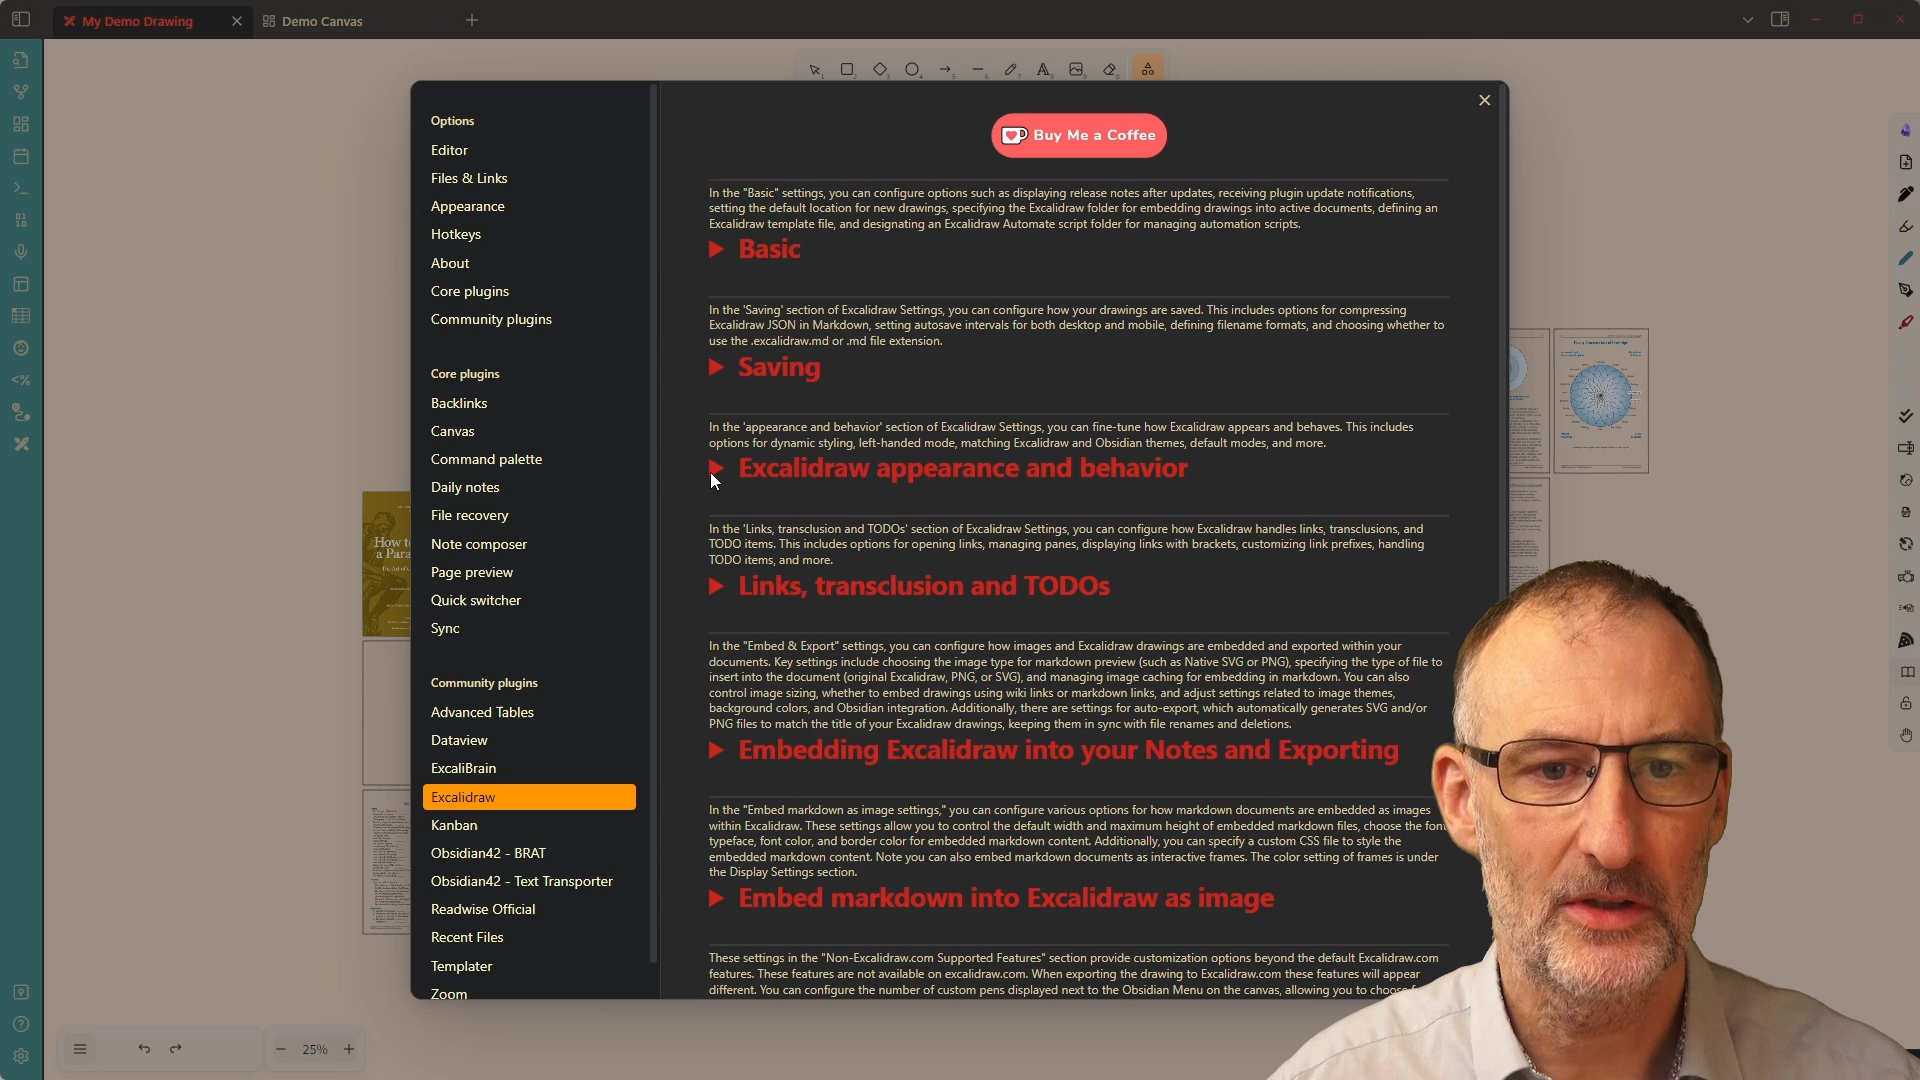 My Demo Drawing
Demo Canvas
Options
Editor
Files & Links
Appearance
Hotkeys
About
Core plugins
Community plugins
Core plugins
Backlinks
Canvas
Command palette
Daily notes
File recovery
Note composer
Page preview
Quick switcher
Sync
Community plugins
Advanced Tables
Dataview
ExcaliBrain
Excalidraw
Kanban
Obsidian42 - BRAT
Obsidian42 - Text Transporter
Readwise Official
Recent Files
Templater
Zoom
Buy Me a Coffee
In the "Basic" settings, you can configure options such as displaying release notes after updates, receiving plugin update notifications,
setting the default location for new drawings, specifying the Excalidraw folder for embedding drawings into active documents, defining an
Excalidraw template file, and designating an Excalidraw Automate script folder for managing automation scripts.
Basic
In the 'Saving' section of Excalidraw Settings, you can configure how your drawings are saved. This includes options for compressing
Excalidraw JSON in Markdown, setting autosave intervals for both desktop and mobile, defining filename formats, and choosing whether to
use the .excalidraw.md or .md file extension.
Saving
In the 'appearance and behavior' section of Excalidraw Settings, you can fine-tune how Excalidraw appears and behaves. This includes
options for dynamic styling, left-handed mode, matching Excalidraw and Obsidian themes, default modes, and more.
Excalidraw appearance and behavior
In the 'Links, transclusion and TODOs' section of Excalidraw Settings, you can configure how Excalidraw handles links, transclusions, and
TODO items. This includes options for opening links, managing panes, displaying links with brackets, customizing link prefixes, handling
TODO items, and more.
Links, transclusion and TODOs
In the "Embed & Export" settings, you can configure how images and Excalidraw drawings are embedded and exported within your
documents. Key settings include choosing the image type for markdown preview (such as Native SVG or PNG), specifying the type of file to
insert into the document (original Excalidraw, PNG, or SVG), and managing image caching for embedding in markdown. You can also
control image sizing, whether to embed drawings using wiki links or markdown links, and adjust settings related to image themes,
background colors, and Obsidian integration. Additionally, there are settings for auto-export, which automatically generates SVG and/or
PNG files to match the title of your Excalidraw drawings, keeping them in sync with file renames and deletions.
Embedding Excalidraw into your Notes and Exporting
In the "Embed markdown as image settings," you can configure various options for how markdown documents are embedded as images
within Excalidraw. These settings allow you to control the default width and maximum height of embedded markdown files, choose the font
typeface, font color, and border color for embedded markdown content. Additionally, you can specify a custom CSS file to style the
embedded markdown content. Note you can also embed markdown documents as interactive frames. The color setting of frames is under
the Display Settings section.
Embed markdown into Excalidraw as image
These settings in the "Non-Excalidraw.com Supported Features" section provide customization options beyond the default Excalidraw.com
features. These features are not available on excalidraw.com. When exporting the drawing to Excalidraw.com these features will appear
different. You can configure the number of custom pens displayed next to the Obsidian Menu on the canvas, allowing you to choose
How to
a Para
25%